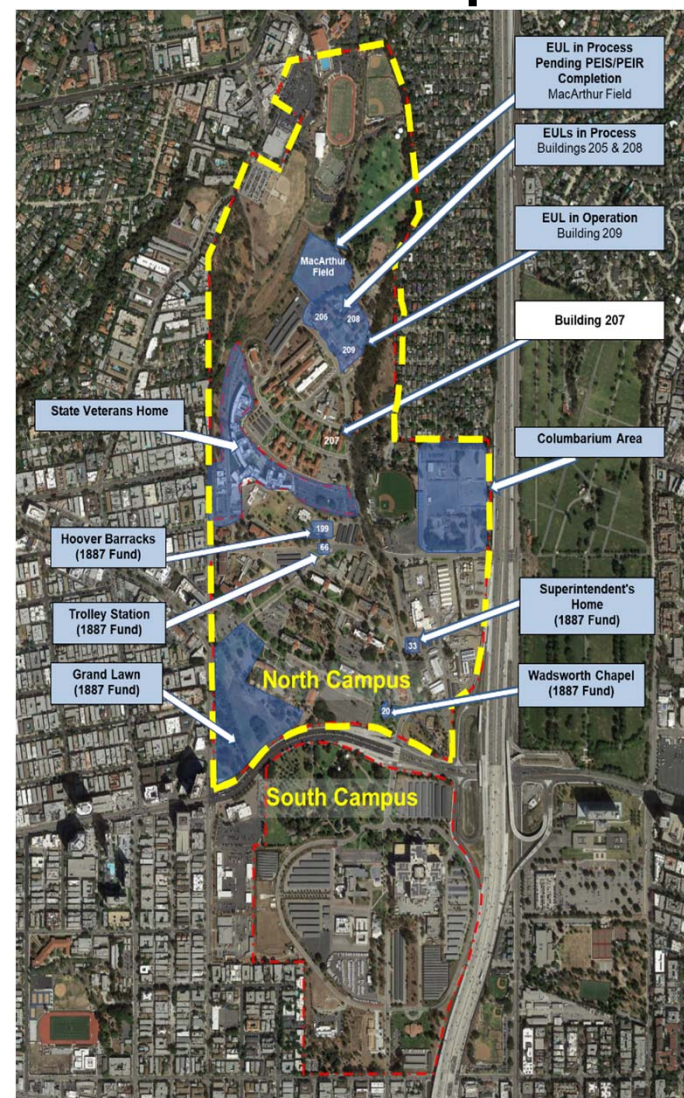 EUL in Process
Pending PEIS/PEIR
Completion
MacArthur Field
EULs in Process
Buildings 205 & 208
EUL in Operation
Building 209
MacArthur
Field
205
208
209
Building 207
State Veterans Home
207
Columbarium Area
Hoover Barracks
(1887 Fund)
199
66
Trolley Station
(1887 Fund)
Superintendent's
Home
(1887 Fund)
33
Grand Lawn
(1887 Fund)
North Campus
Wadsworth Chapel
(1887 Fund)
20
South Campus